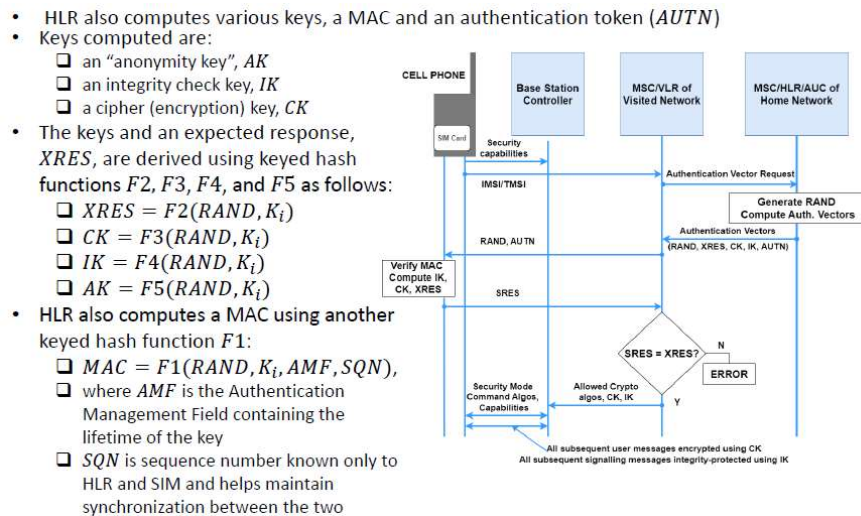 • HLR also computes various keys, a MAC and an authentication token (AUTN)
• Keys computed are:
❑ an “anonymity key”, AK
❑ an integrity check key, IK
❑ a cipher (encryption) key, CK
• The keys and an expected response,
XRES, are derived using keyed hash
functions F2, F3, F4, and F5 as follows:
❑ XRES = F2(RAND, Kᵢ)
❑ CK = F3(RAND, Kᵢ)
❑ IK = F4(RAND, Kᵢ)
❑ AK = F5(RAND, Kᵢ)
• HLR also computes a MAC using another
keyed hash function F1:
❑ MAC = F1(RAND, Kᵢ, AMF, SQN),
❑ where AMF is the Authentication
Management Field containing the
lifetime of the key
❑ SQN is sequence number known only to
HLR and SIM and helps maintain
synchronization between the two
CELL PHONE
SIM Card
Base Station
Controller
MSC/VLR of
Visited Network
MSC/HLR/AUC of
Home Network
Security
capabilities
IMSI/TMSI
Authentication Vector Request
Generate RAND
Compute Auth. Vectors
Authentication Vectors
(RAND, XRES, CK, IK, AUTN)
RAND, AUTN
Verify MAC
Compute IK,
CK, XRES
SRES
SRES = XRES?
N
ERROR
Y
Security Mode
Command Algos,
Capabilities
Allowed Crypto
algos, CK, IK
All subsequent user messages encrypted using CK
All subsequent signalling messages integrity-protected using IK